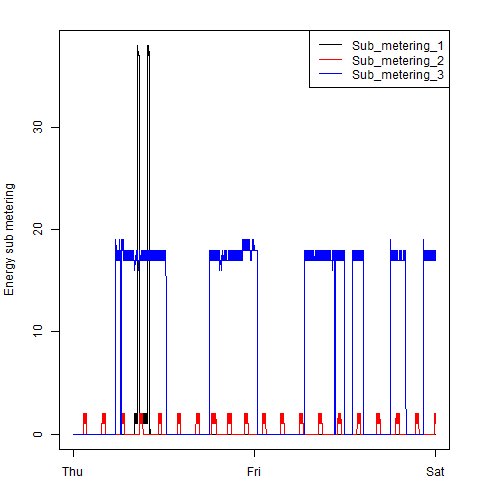 Sub_metering_1
Sub_metering_2
Sub_metering_3
Energy sub metering
30
20
10
0
Thu Fri Sat